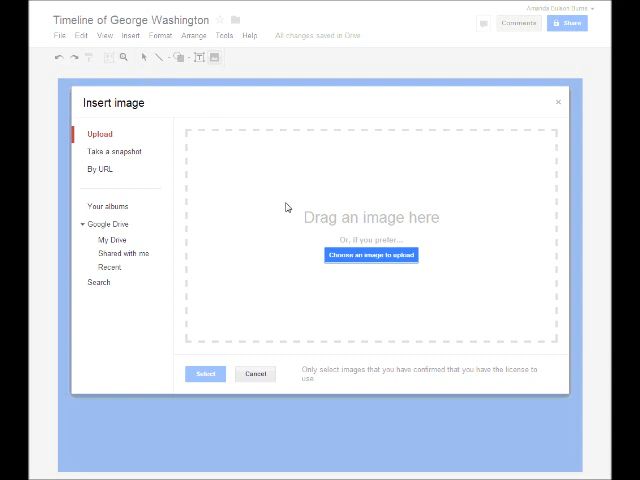 Amanda Culson Burns
Timeline of George Washington
File Edit View Insert Format Arrange Tools Help All changes saved in Drive
Comments
Share
Insert image
Upload
Take a snapshot
By URL
Your albums
Google Drive
My Drive
Shared with me
Recent
Search
Drag an image here
Or, if you prefer...
Choose an image to upload
Select
Cancel
Only select images that you have confirmed that you have the license to
use.